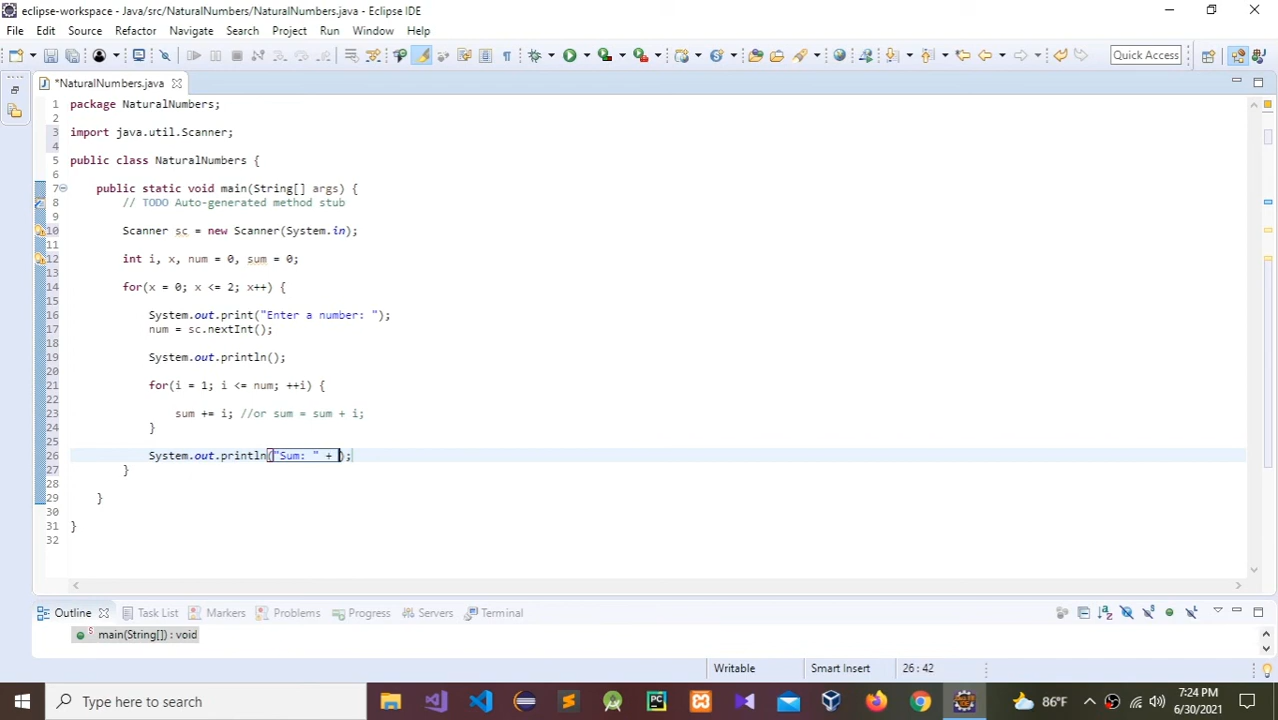 eclipse-workspace - Java/src/NaturalNumbers/NaturalNumbers.java - Eclipse IDE
File Edit Source Refactor Navigate Search Project Run Window Help
Quick Access
*NaturalNumbers.java
1 package NaturalNumbers;
2
3 import java.util.Scanner;
4
5 public class NaturalNumbers {
6
7 public static void main(String[] args) {
8 // TODO Auto-generated method stub
9
10 Scanner sc = new Scanner(System.in);
11
12 int i, x, num = 0, sum = 0;
13
14 for(x = 0; x <= 2; x++) {
15
16 System.out.print("Enter a number: ");
17 num = sc.nextInt();
18
19 System.out.println();
20
21 for(i = 1; i <= num; ++i) {
22
23 sum += i; //or sum = sum + i;
24 }
25
26 System.out.println("Sum: " + );
27 }
28
29 }
30
31 }
32
Outline Task List Markers Problems Progress Servers Terminal
main(String[]) : void
Writable Smart Insert 26 : 42
Type here to search
86°F
7:24 PM
6/30/2021